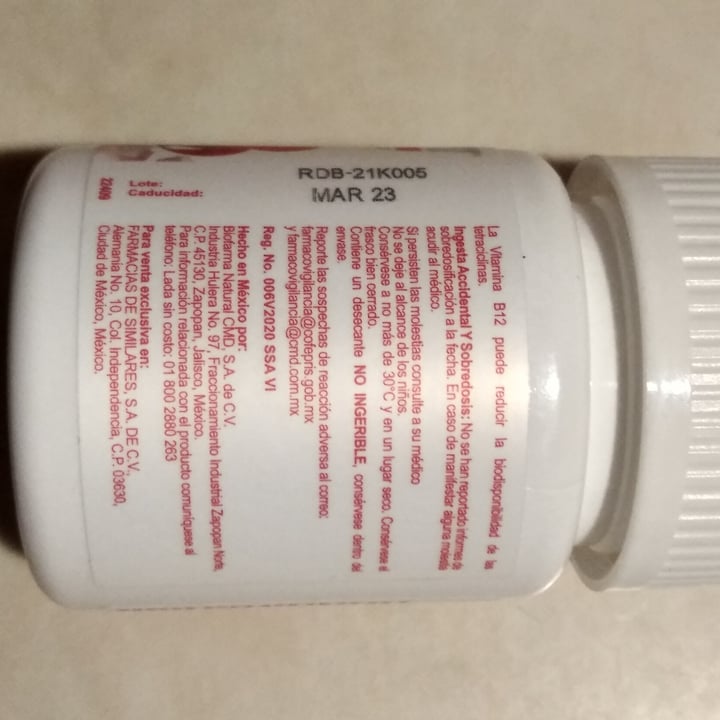 La Vitamina B12 puede reducir la biodisponibilidad de las
tetraciclinas.
Ingesta Accidental Y Sobredosis: No se han reportado informes de
sobredosificación a la fecha. En caso de manifestar alguna molestia
acudir al médico.
Si persisten las molestias consulte a su médico
No se deje al alcance de los niños.
Consérvese a no más de 30°C y en un lugar seco. Consérvese el
frasco bien cerrado.
Contiene un desecante NO INGERIBLE, consérvese dentro del
envase.
Reporte las sospechas de reacción adversa al correo:
farmacovigilancia@cofepris.gob.mx
y farmacovigilancia@cmd.com.mx
Reg. No. 006V2020 SSA VI
Hecho en México por:
Biofarma Natural CMD, S.A. de C.V.
Industria Hulera No. 97, Fraccionamiento Industrial Zapopan Norte,
C.P. 45130, Zapopan, Jalisco, México.
Para información relacionada con el producto comuníquese al
teléfono: Lada sin costo: 01 800 2880 263
Para venta exclusiva en:
FARMACIAS DE SIMILARES, S.A. DE C.V.,
Alemania No. 10, Col. Independencia, C.P. 03630,
Ciudad de México, México.
Lote: RDB-21K005
Caducidad: MAR 23
22409